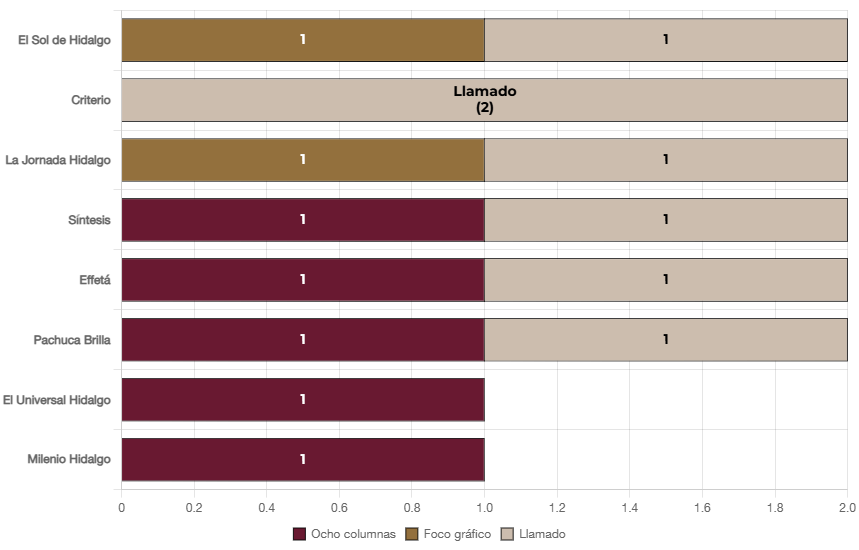 El Sol de Hidalgo 1 1
Criterio Llamado
(2)
La Jornada Hidalgo 1 1
Síntesis 1 1
Effetá 1 1
Pachuca Brilla 1 1
El Universal Hidalgo 1
Milenio Hidalgo 1
0 0.2 0.4 0.6 0.8 1.0 1.2 1.4 1.6 1.8 2.0
Ocho columnas Foco gráfico Llamado